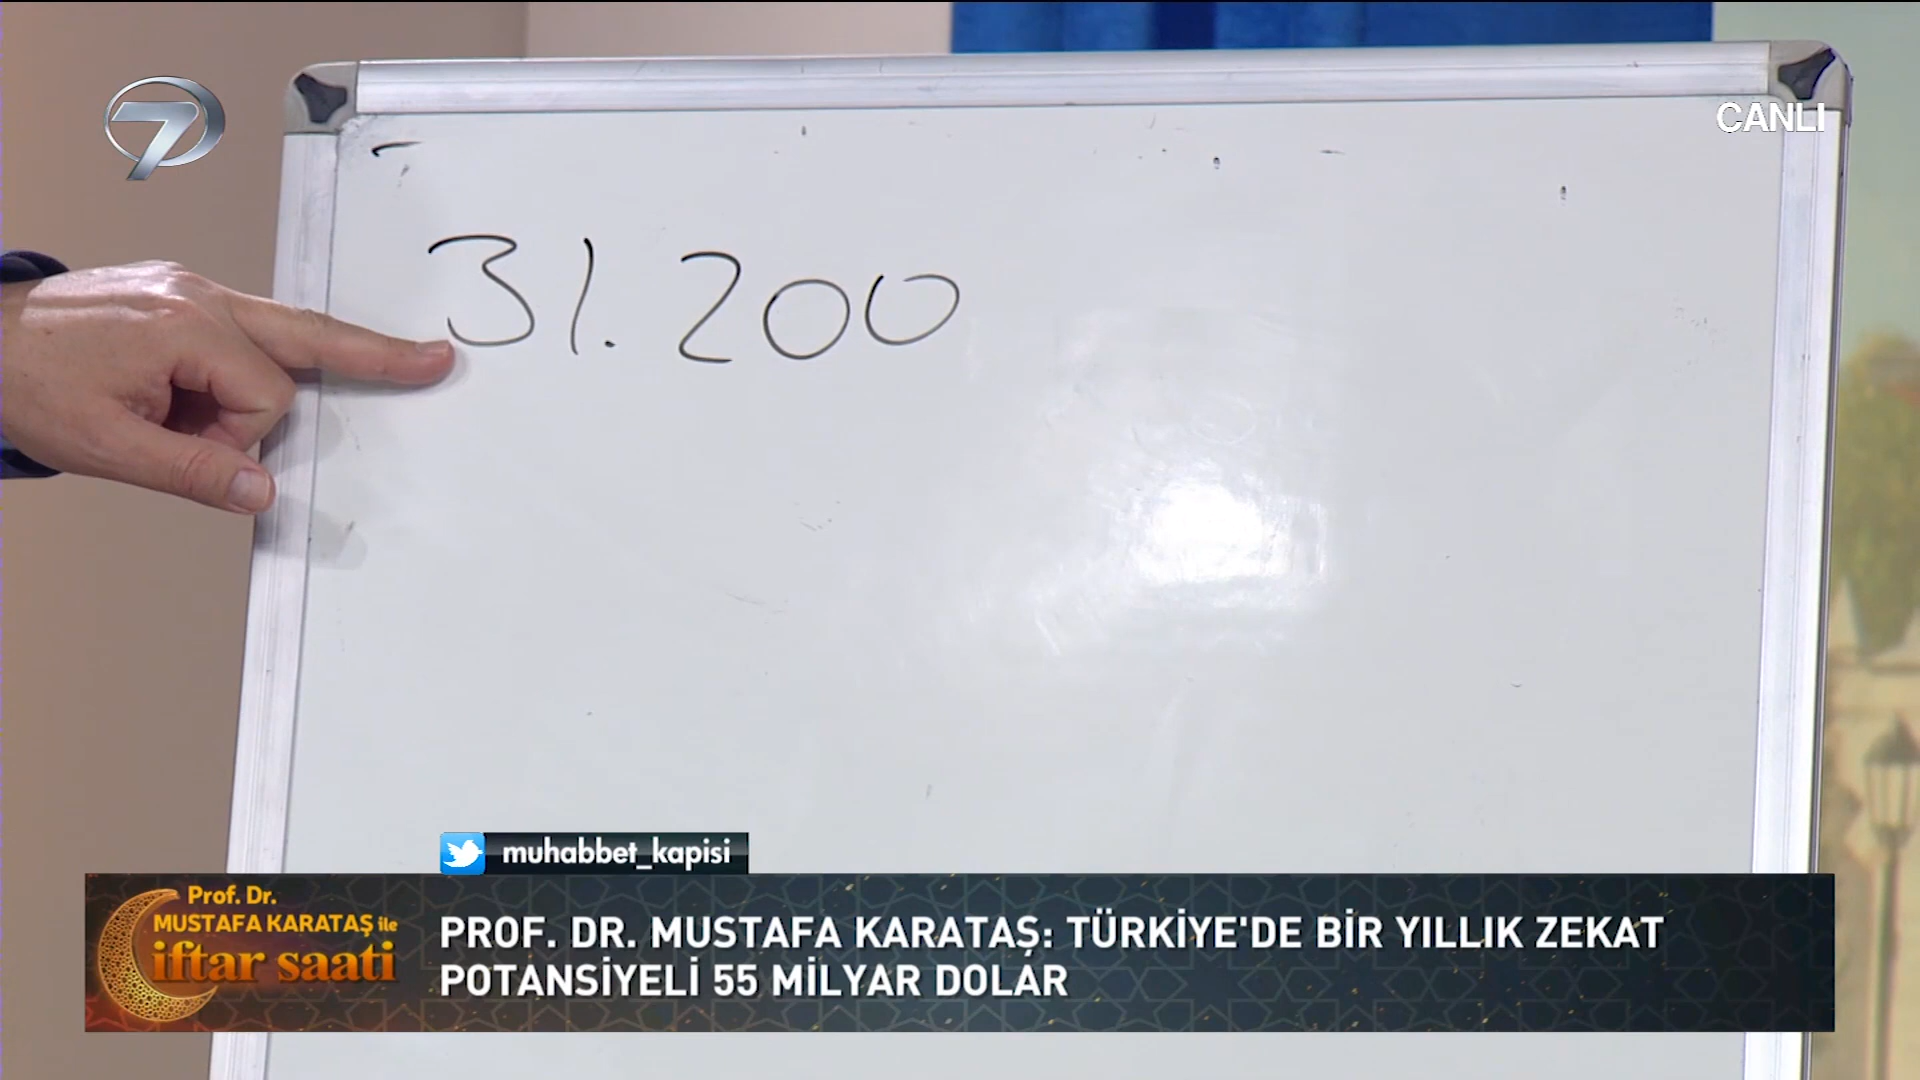 7
CANLI
31.200
muhabbet_kapisi
Prof. Dr.
MUSTAFA KARATAŞ ile
iftar saati
PROF. DR. MUSTAFA KARATAŞ: TÜRKİYE'DE BİR YILLIK ZEKAT
POTANSİYELİ 55 MİLYAR DOLAR